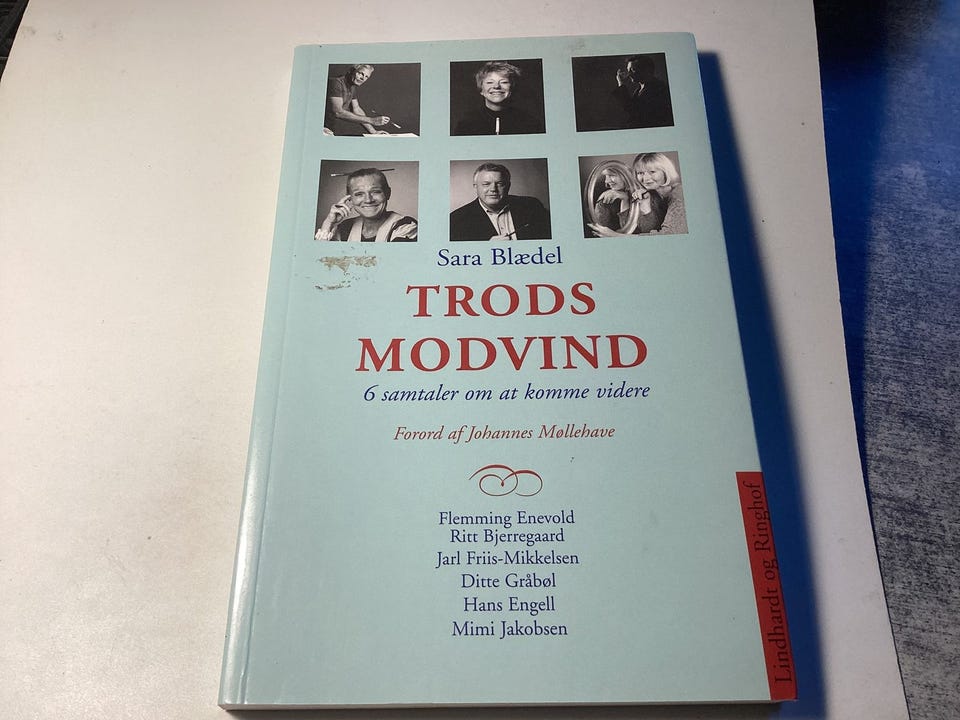 Sara Blædel
TRODS
MODVIND
6 samtaler om at komme videre
Forord af Johannes Møllehave
Flemming Enevold
Ritt Bjerregaard
Jarl Friis-Mikkelsen
Ditte Gråbøl
Hans Engell
Mimi Jakobsen
Lindhardt og Ringhof